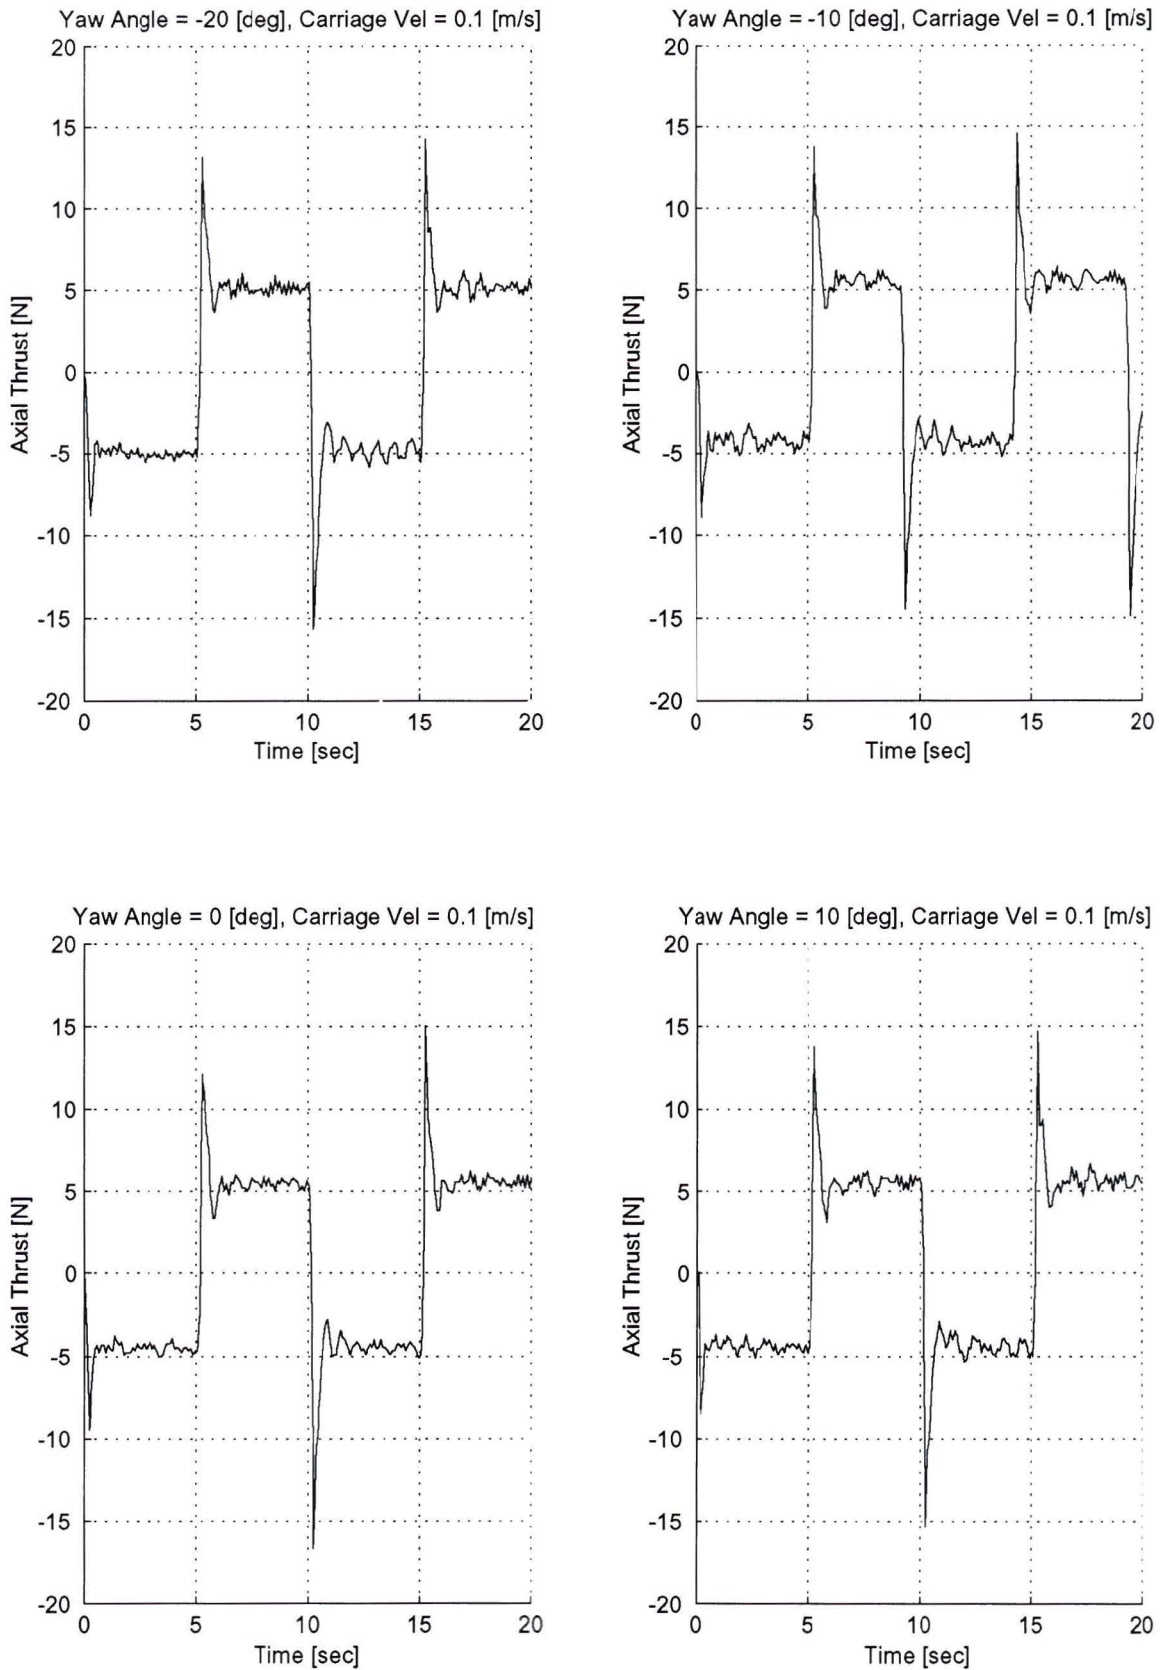 Yaw Angle = -20 [deg], Carriage Vel = 0.1 [m/s]
20
15
10
5
0
-5
-10
-15
-20
Axial Thrust [N]
0 5 10 15 20
Time [sec]
Yaw Angle = -10 [deg], Carriage Vel = 0.1 [m/s]
20
15
10
5
0
-5
-10
-15
-20
Axial Thrust [N]
0 5 10 15 20
Time [sec]
Yaw Angle = 0 [deg], Carriage Vel = 0.1 [m/s]
20
15
10
5
0
-5
-10
-15
-20
Axial Thrust [N]
0 5 10 15 20
Time [sec]
Yaw Angle = 10 [deg], Carriage Vel = 0.1 [m/s]
20
15
10
5
0
-5
-10
-15
-20
Axial Thrust [N]
0 5 10 15 20
Time [sec]